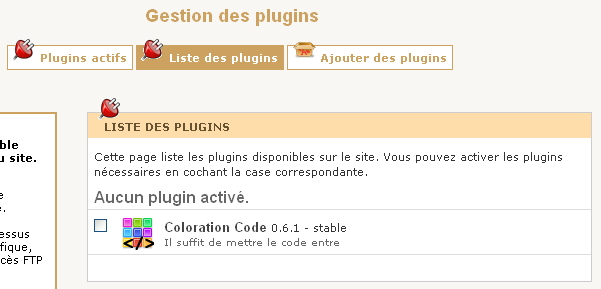 Gestion des plugins
Plugins actifs
Liste des plugins
Ajouter des plugins
ble
u site.
e
e.
essus
fique,
cès FTP
LISTE DES PLUGINS
Cette page liste les plugins disponibles sur le site. Vous pouvez activer les plugins
nécessaires en cochant la case correspondante.
Aucun plugin activé.
Coloration Code 0.6.1 - stable
Il suffit de mettre le code entre